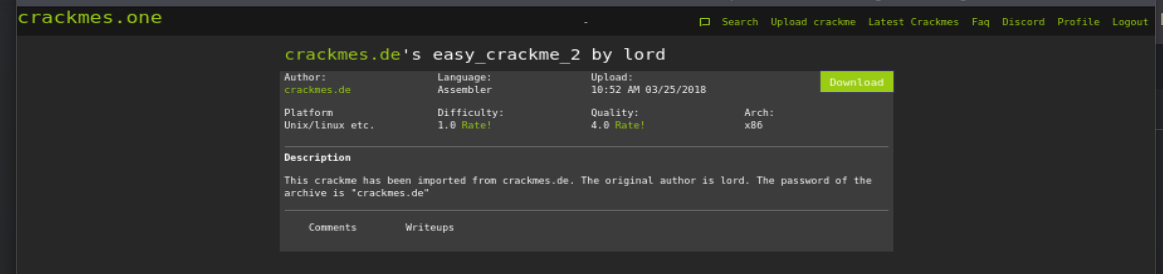 crackmes.one
- Search Upload crackme Latest Crackmes Faq Discord Profile Logout
crackmes.de's easy_crackme_2 by lord
Author: Language: Upload:
crackmes.de Assembler 10:52 AM 03/25/2018
Download
Platform Difficulty: Quality: Arch:
Unix/linux etc. 1.0 Rate! 4.0 Rate! x86
Description
This crackme has been imported from crackmes.de. The original author is lord. The password of the
archive is "crackmes.de"
Comments Writeups